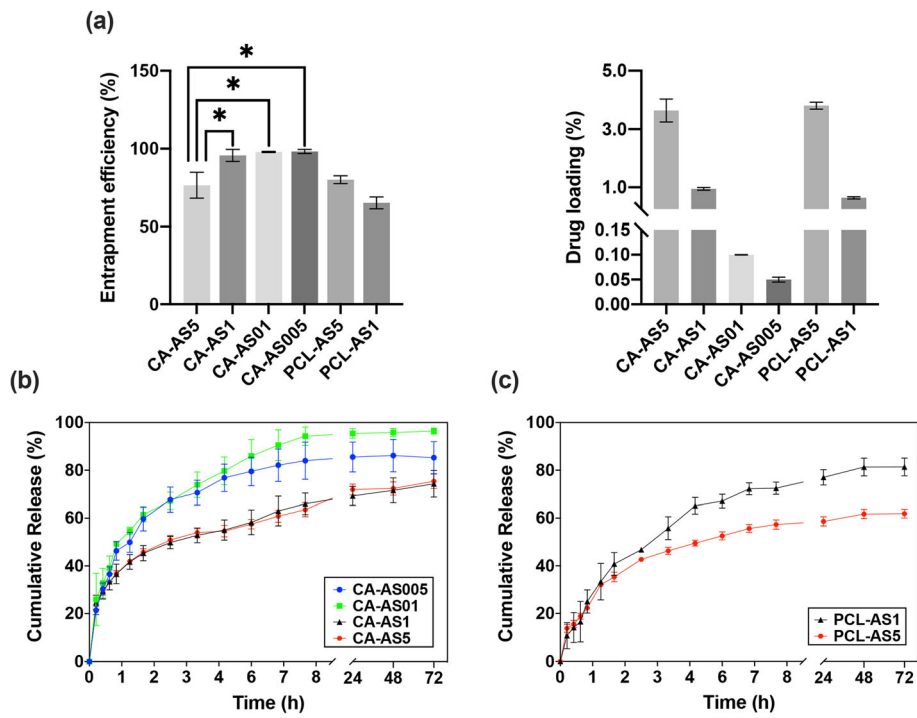 (a)
Entrapment efficiency (%)
150
100
50
0
*
*
*
CA-AS5
CA-AS1
CA-AS01
CA-AS005
PCL-AS5
PCL-AS1
Drug loading (%)
5.0
3.0
1.0
0.15
0.10
0.05
0.00
CA-AS5
CA-AS1
CA-AS01
CA-AS005
PCL-AS5
PCL-AS1
(b)
Cumulative Release (%)
100
80
60
40
20
0
CA-AS005
CA-AS01
CA-AS1
CA-AS5
0 1 2 3 4 5 6 7 8 24 48 72
Time (h)
(c)
Cumulative Release (%)
100
80
60
40
20
0
PCL-AS1
PCL-AS5
0 1 2 3 4 5 6 7 8 24 48 72
Time (h)